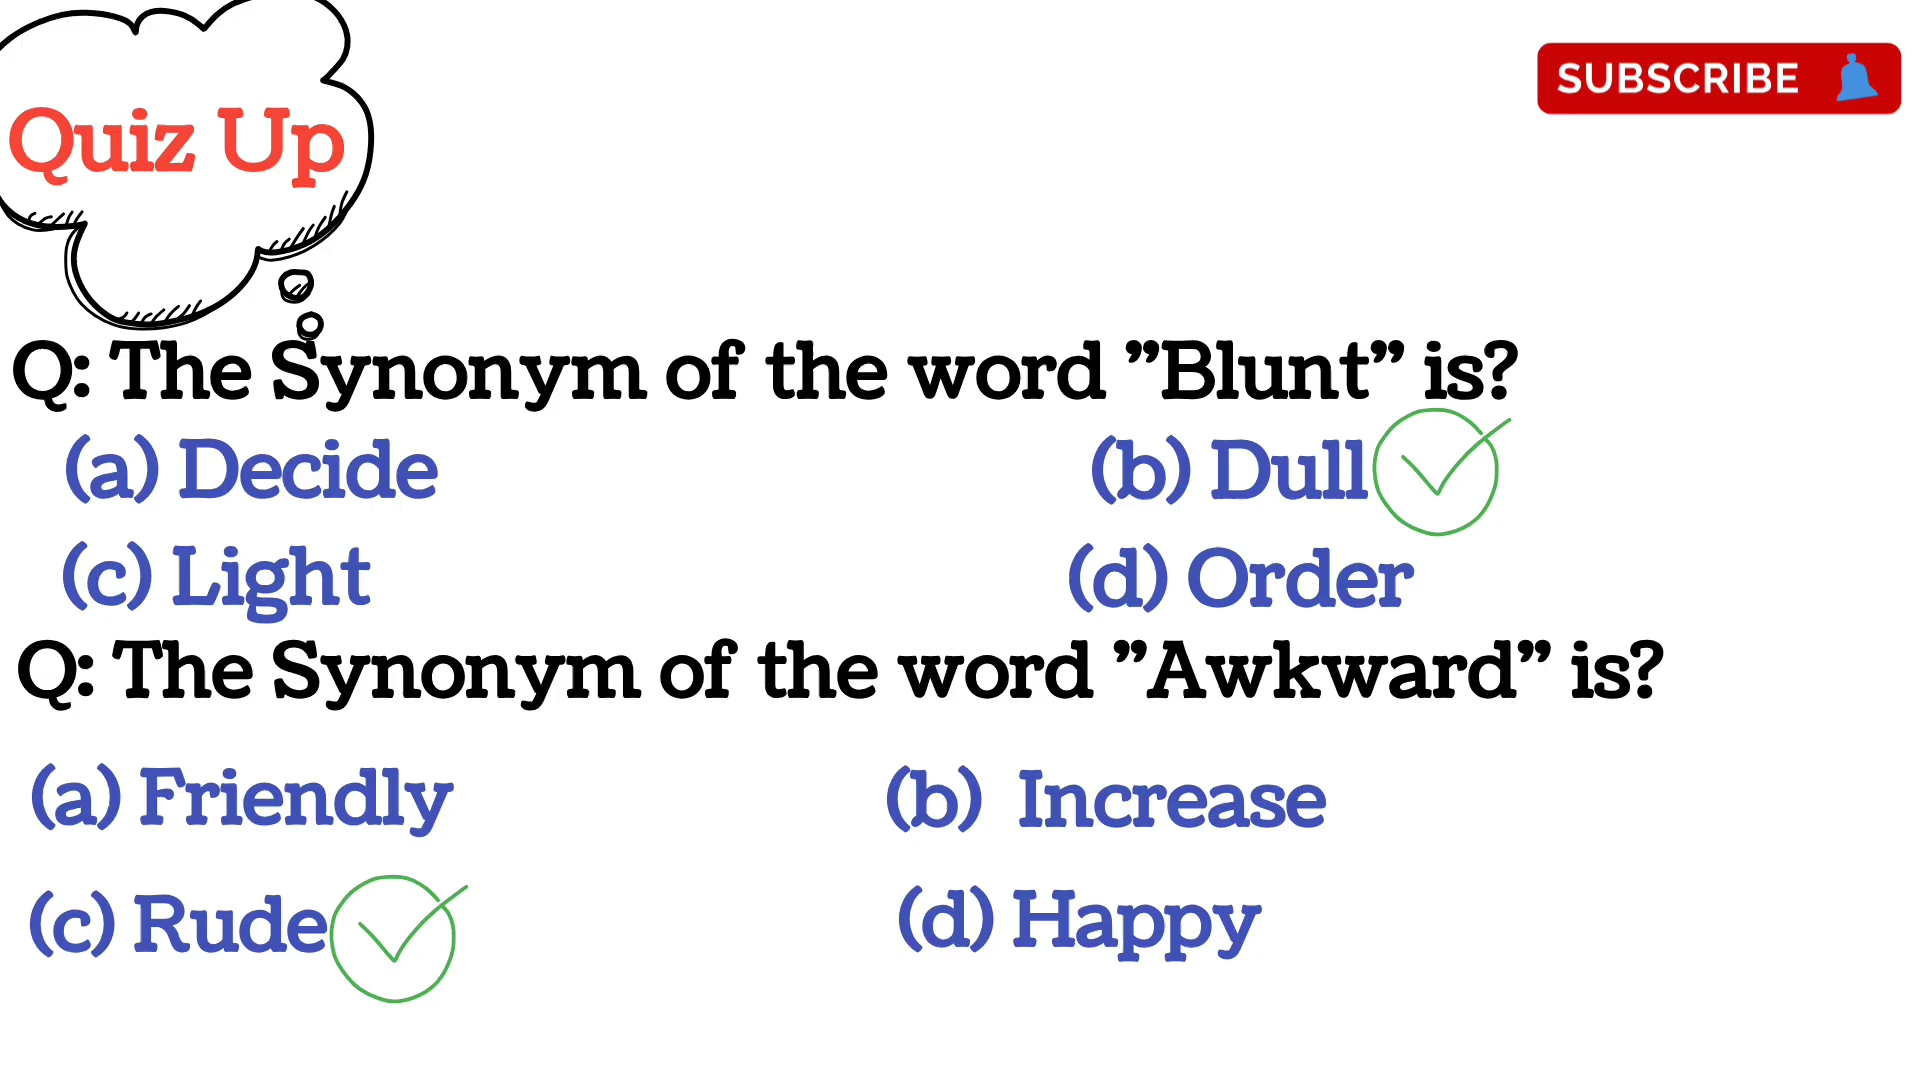 Quiz Up
SUBSCRIBE
Q: The Synonym of the word ”Blunt” is?
(a) Decide (b) Dull
(c) Light (d) Order
Q: The Synonym of the word ”Awkward” is?
(a) Friendly (b) Increase
(c) Rude (d) Happy